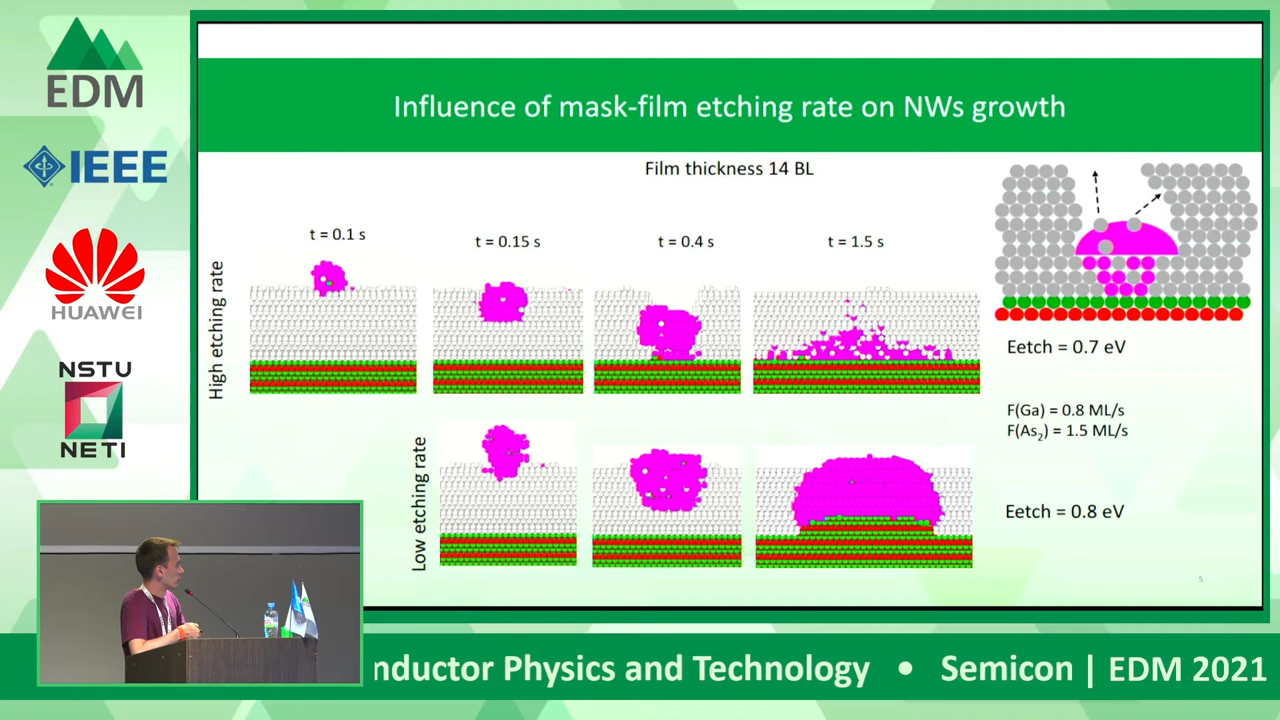 EDM
IEEE
HUAWEI
NSTU
NETI
Influence of mask-film etching rate on NWs growth
Film thickness 14 BL
High etching rate
t = 0.1 s
t = 0.15 s
t = 0.4 s
t = 1.5 s
Eetch = 0.7 eV
F(Ga) = 0.8 ML/s
F(As2) = 1.5 ML/s
Low etching rate
Eetch = 0.8 eV
5
nductor Physics and Technology • Semicon | EDM 2021